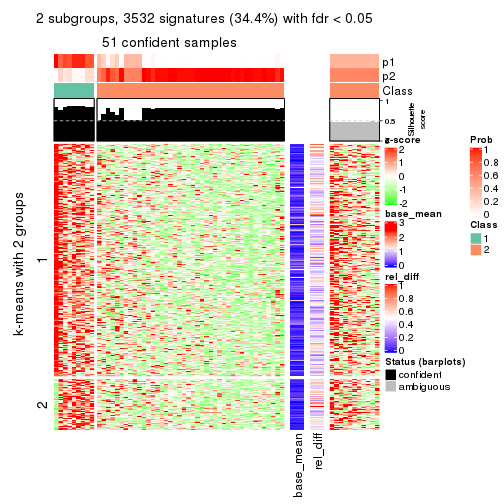 2 subgroups, 3532 signatures (34.4%) with fdr < 0.05
51 confident samples
p1
p2
Class
1
0.5
0
Silhouette
score
k-means with 2 groups
1
2
base_mean
rel_diff
z-score
2
1
0
-1
-2
base_mean
3
2
1
0
rel_diff
1
0.8
0.6
0.4
0.2
0
Status (barplots)
confident
ambiguous
Prob
1
0.8
0.6
0.4
0.2
0
Class
1
2